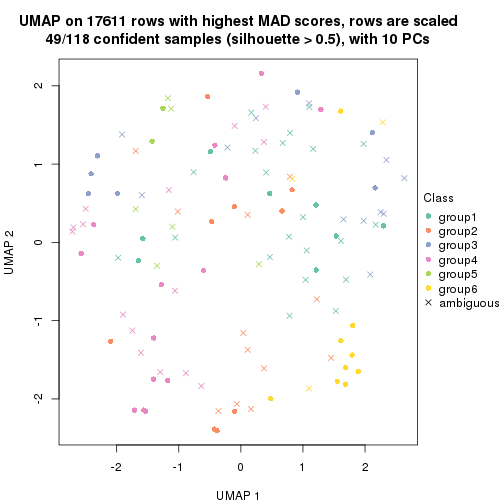 UMAP on 17611 rows with highest MAD scores, rows are scaled
49/118 confident samples (silhouette > 0.5), with 10 PCs
2
1
0
-1
-2
UMAP 2
-2
-1
0
1
2
UMAP 1
Class
group1
group2
group3
group4
group5
group6
ambiguous